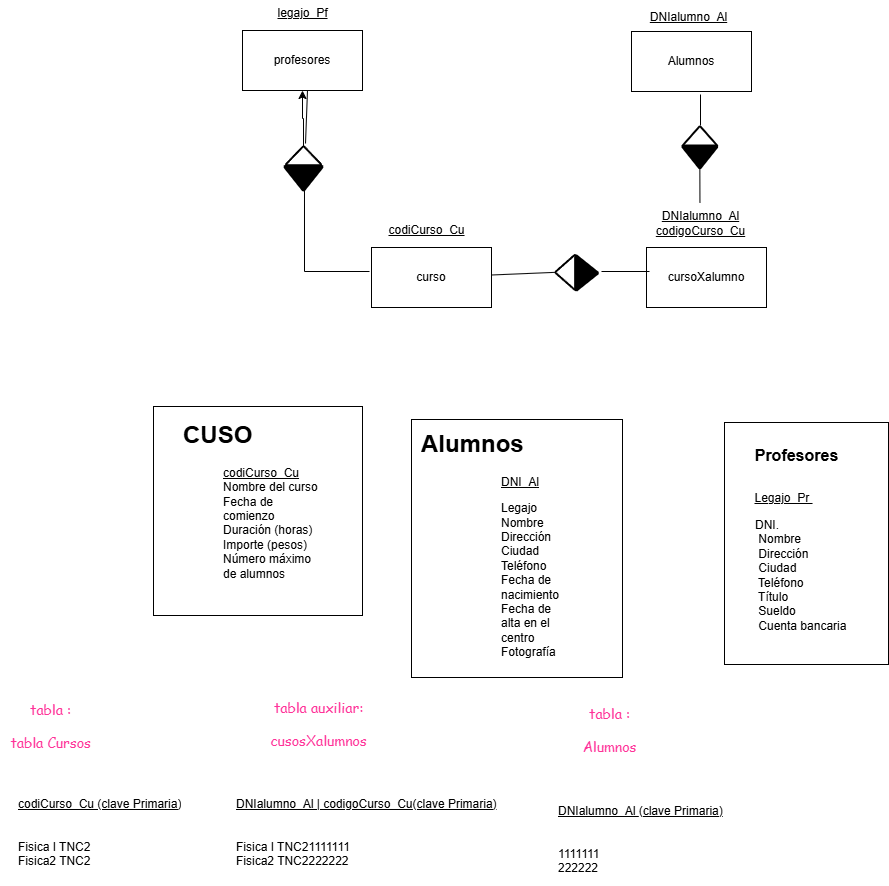 legajo_Pf
profesores
DNIalumno_Al
Alumnos
codiCurso_Cu
curso
DNIalumno_Al
codigoCurso_Cu
cursoXalumno
CUSO
codiCurso_Cu
Nombre del curso
Fecha de
comienzo
Duración (horas)
Importe (pesos)
Número máximo
de alumnos
Alumnos
DNI_Al
Legajo
Nombre
Dirección
Ciudad
Teléfono
Fecha de
nacimiento
Fecha de
alta en el
centro
Fotografía
Profesores
Legajo_Pr
DNI.
Nombre
Dirección
Ciudad
Teléfono
Título
Sueldo
Cuenta bancaria
tabla :
tabla Cursos
tabla auxiliar:
cusosXalumnos
tabla :
Alumnos
codiCurso_Cu (clave Primaria)
Fisica I TNC2
Fisica2 TNC2
DNIalumno_Al | codigoCurso_Cu(clave Primaria)
Fisica I TNC21111111
Fisica2 TNC2222222
DNIalumno_Al (clave Primaria)
1111111
222222